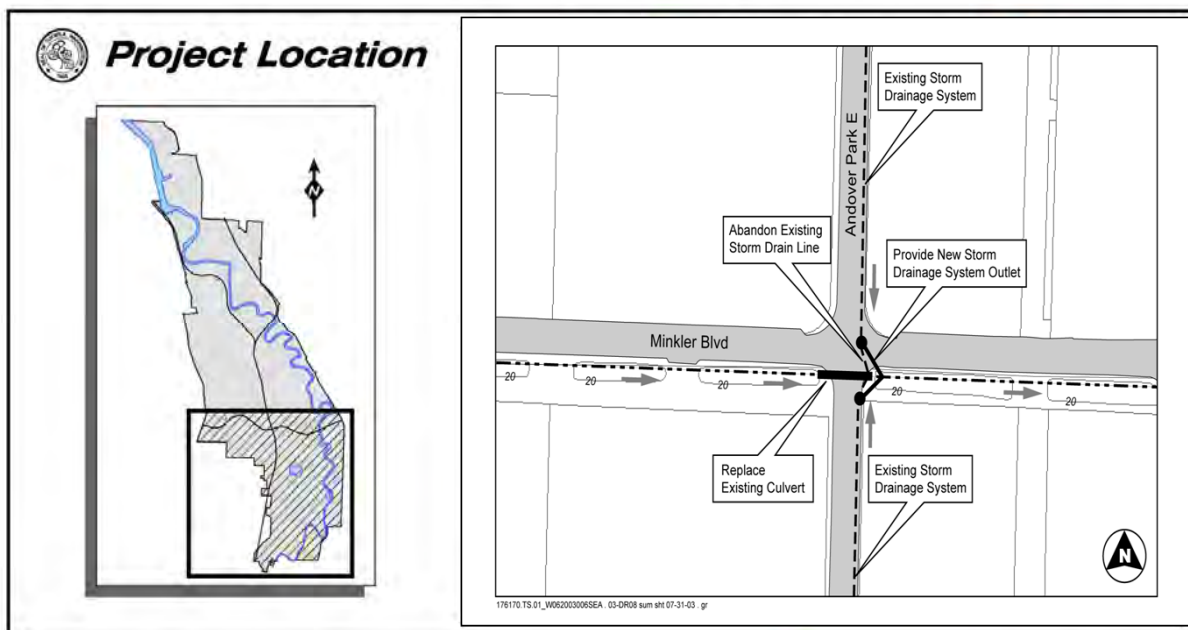 Project Location
N
Existing Storm
Drainage System
Andover Park E
Abandon Existing
Storm Drain Line
Provide New Storm
Drainage System Outlet
Minkler Blvd
20
20
20
20
20
Replace
Existing Culvert
Existing Storm
Drainage System
N
176170.TS.01_W062003006SEA . 03-DR08 sum sht 07-31-03 . gr